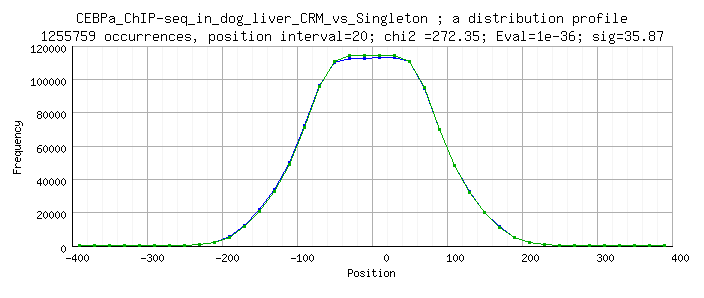 CEBPa_ChIP-seq_in_dog_liver_CRM_vs_Singleton ; a distribution profile
1255759 occurrences, position interval=20; chi2 =272.35; Eval=1e-36; sig=35.87
120000
100000
80000
60000
40000
20000
0
Frequency
-400 -300 -200 -100 0 100 200 300 400
Position